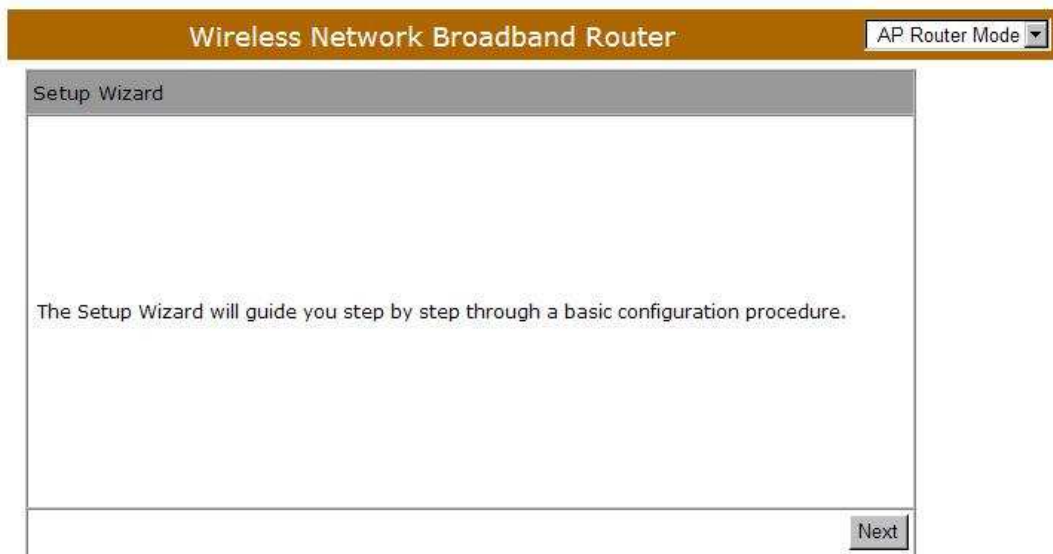 Wireless Network Broadband Router
AP Router Mode
Setup Wizard
The Setup Wizard will guide you step by step through a basic configuration procedure.
Next